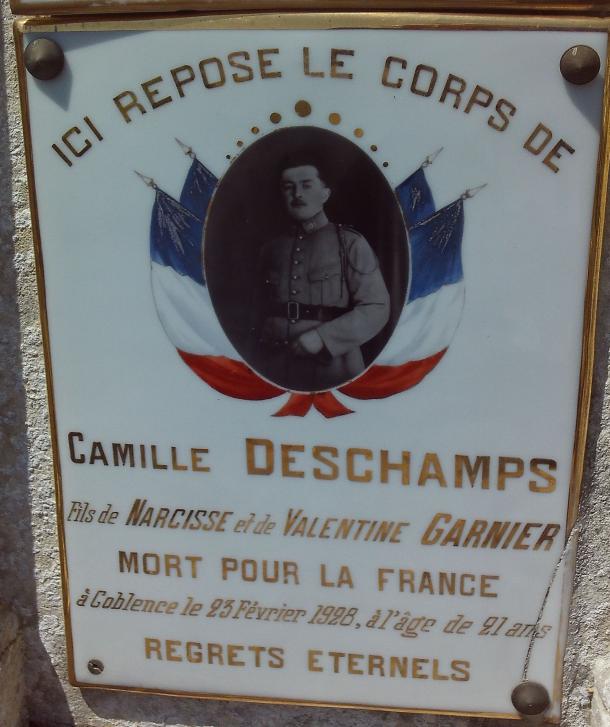 ICI REPOSE LE CORPS DE
CAMILLE DESCHAMPS
Fils de NARCISSE et de VALENTINE GARNIER
MORT POUR LA FRANCE
à Coblence le 23 Février 1928, à l'âge de 21 ans
REGRETS ETERNELS